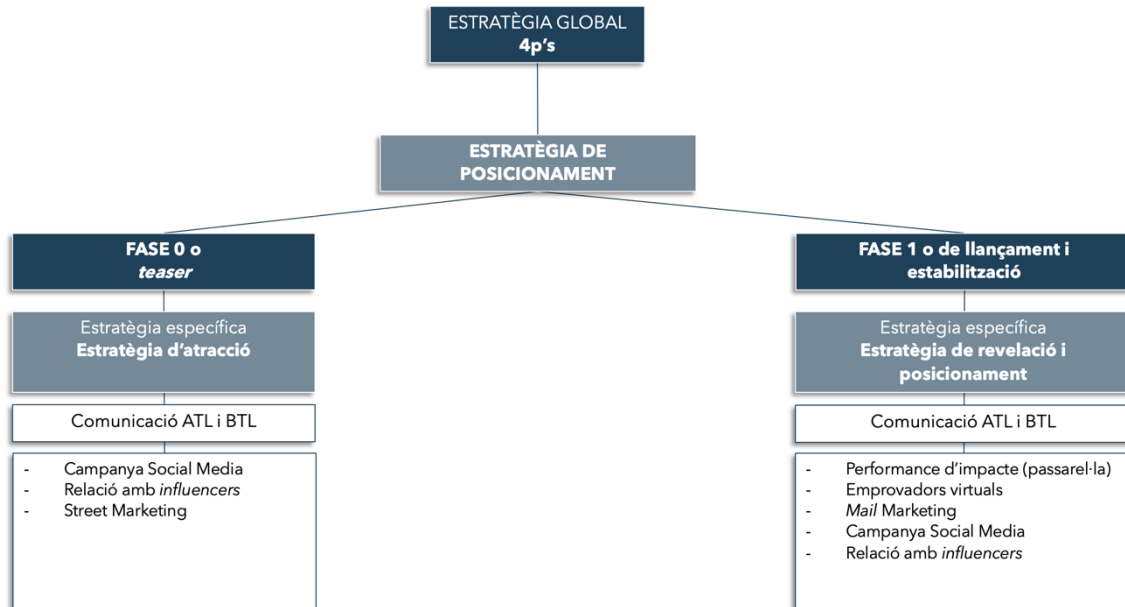 ESTRATÈGIA GLOBAL
4p's
ESTRATÈGIA DE
POSICIONAMENT
FASE 0 o
teaser
Estratègia específica
Estratègia d'atracció
Comunicació ATL i BTL
- Campanya Social Media
- Relació amb influencers
- Street Marketing
FASE 1 o de llançament i
estabilització
Estratègia específica
Estratègia de revelació i
posicionament
Comunicació ATL i BTL
- Performance d'impacte (passarel·la)
- Emprovadors virtuals
- Mail Marketing
- Campanya Social Media
- Relació amb influencers